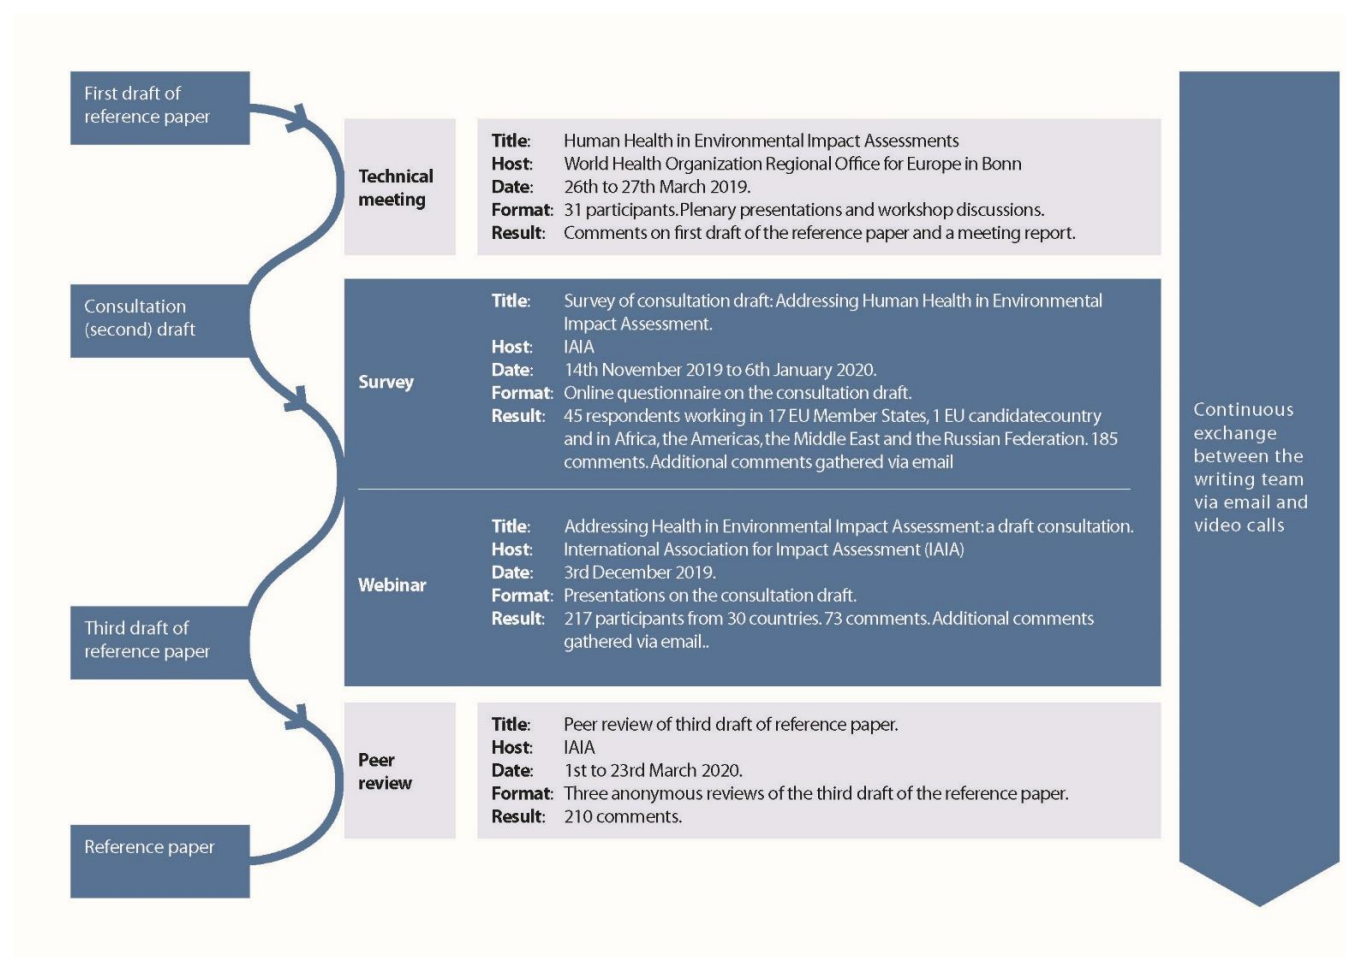 First draft of
reference paper
Technical
meeting
Title: Human Health in Environmental Impact Assessments
Host: World Health Organization Regional Office for Europe in Bonn
Date: 26th to 27th March 2019.
Format: 31 participants. Plenary presentations and workshop discussions.
Result: Comments on first draft of the reference paper and a meeting report.
Consultation
(second) draft
Survey
Title: Survey of consultation draft: Addressing Human Health in Environmental
Impact Assessment.
Host: IAIA
Date: 14th November 2019 to 6th January 2020.
Format: Online questionnaire on the consultation draft.
Result: 45 respondents working in 17 EU Member States, 1 EU candidatecountry
and in Africa, the Americas, the Middle East and the Russian Federation. 185
comments. Additional comments gathered via email
Webinar
Title: Addressing Health in Environmental Impact Assessment: a draft consultation.
Host: International Association for Impact Assessment (IAIA)
Date: 3rd December 2019.
Format: Presentations on the consultation draft.
Result: 217 participants from 30 countries. 73 comments. Additional comments
gathered via email..
Third draft of
reference paper
Peer
review
Title: Peer review of third draft of reference paper.
Host: IAIA
Date: 1st to 23rd March 2020.
Format: Three anonymous reviews of the third draft of the reference paper.
Result: 210 comments.
Reference paper
Continuous
exchange
between the
writing team
via email and
video calls